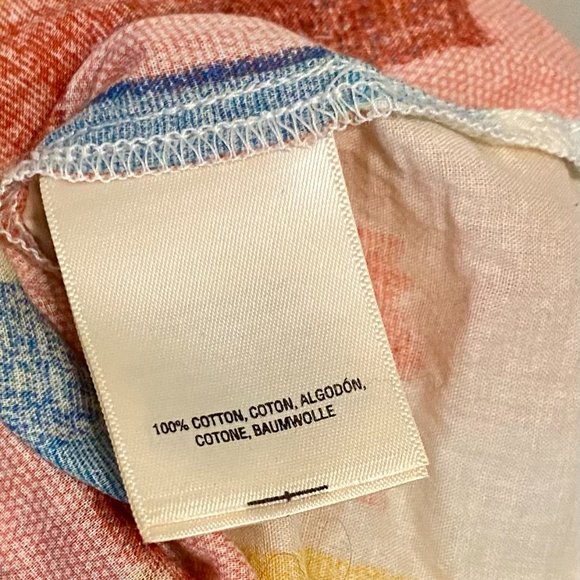 100% COTTON, COTON, ALGODÓN,
COTONE, BAUMWOLLE